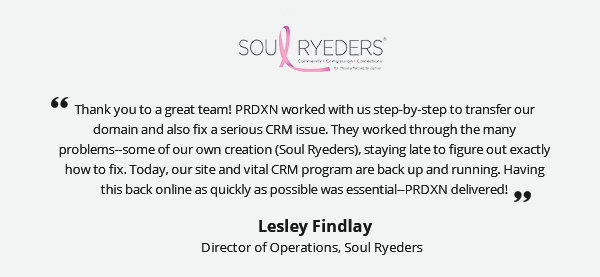 SOUL RYEDERS®
Community • Compassion • Connections
for those affected by cancer
“ Thank you to a great team! PRDXN worked with us step-by-step to transfer our
domain and also fix a serious CRM issue. They worked through the many
problems--some of our own creation (Soul Ryeders), staying late to figure out exactly
how to fix. Today, our site and vital CRM program are back up and running. Having
this back online as quickly as possible was essential--PRDXN delivered! ”
Lesley Findlay
Director of Operations, Soul Ryeders